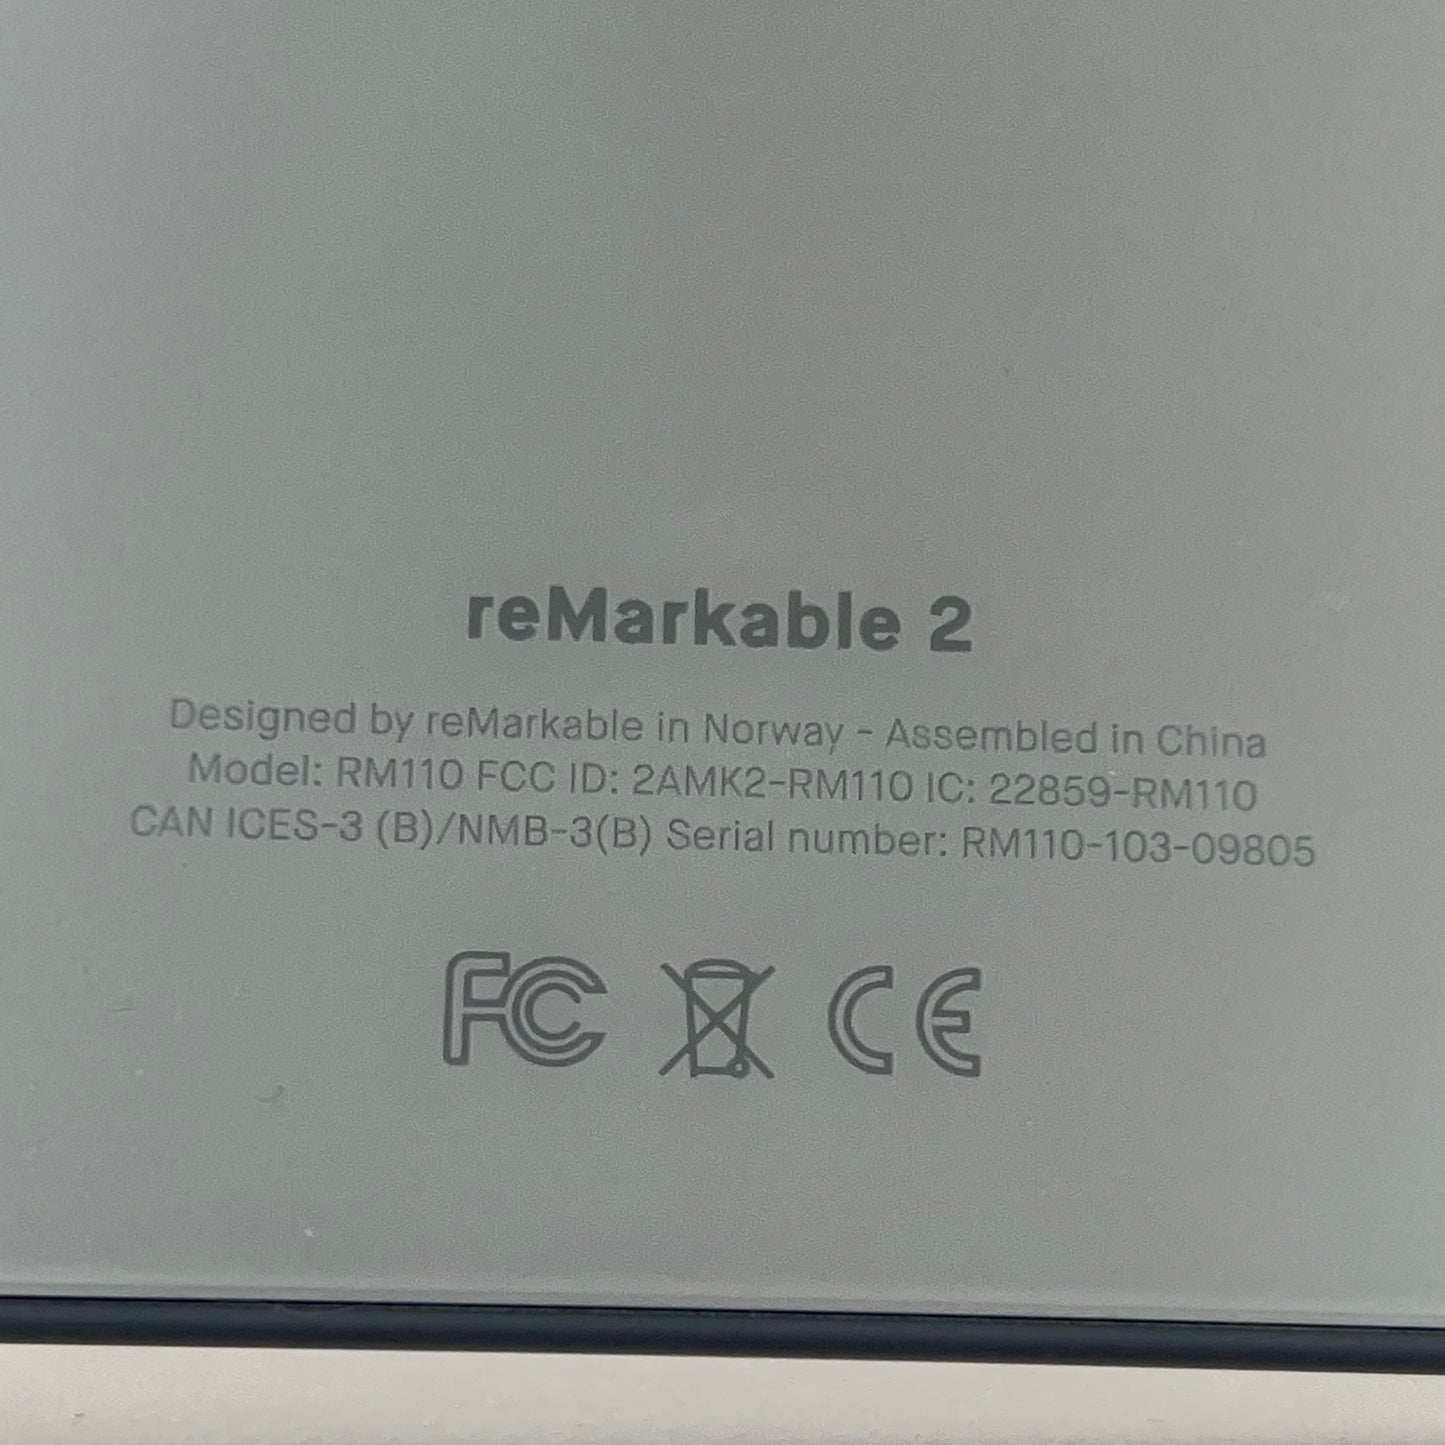 reMarkable 2
Designed by reMarkable in Norway - Assembled in China
Model: RM110 FCC ID: 2AMK2-RM110 IC: 22859-RM110
CAN ICES-3 (B)/NMB-3(B) Serial number: RM110-103-09805
FC CE